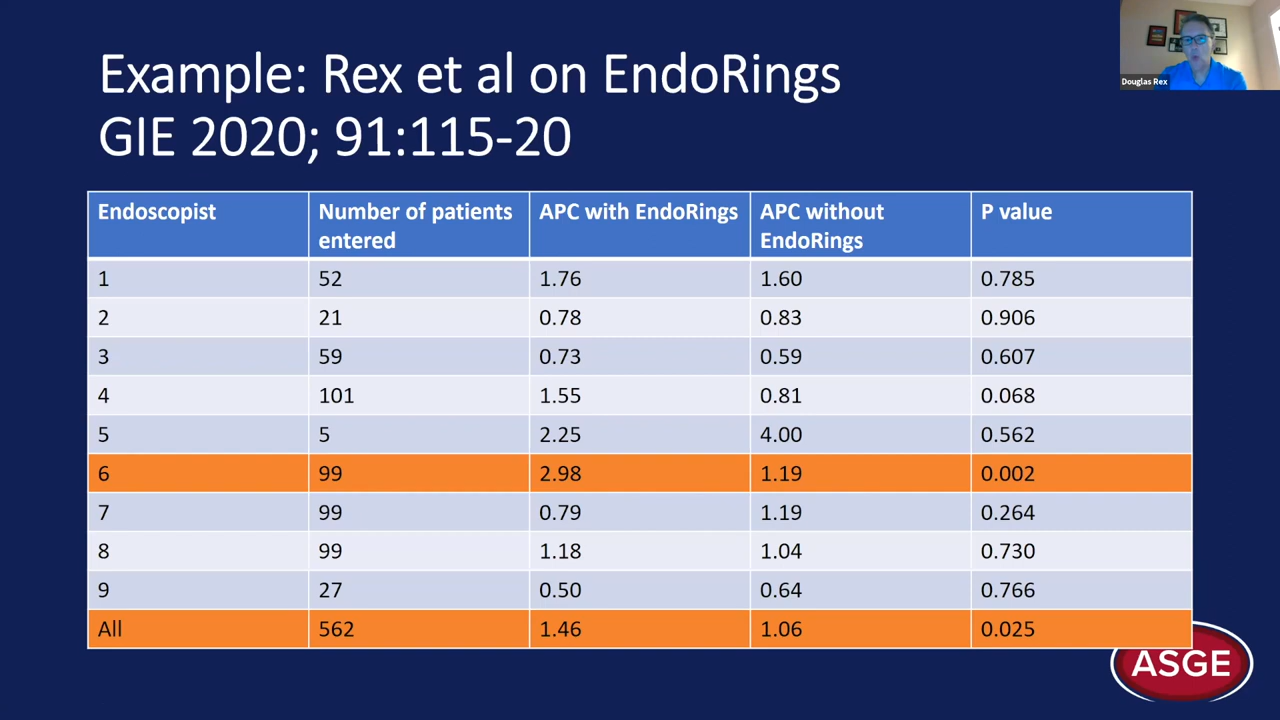 Example: Rex et al on EndoRings
GIE 2020; 91:115-20
Douglas Rex
Endoscopist Number of patients entered APC with EndoRings APC without EndoRings P value
1 52 1.76 1.60 0.785
2 21 0.78 0.83 0.906
3 59 0.73 0.59 0.607
4 101 1.55 0.81 0.068
5 5 2.25 4.00 0.562
6 99 2.98 1.19 0.002
7 99 0.79 1.19 0.264
8 99 1.18 1.04 0.730
9 27 0.50 0.64 0.766
All 562 1.46 1.06 0.025
ASGE